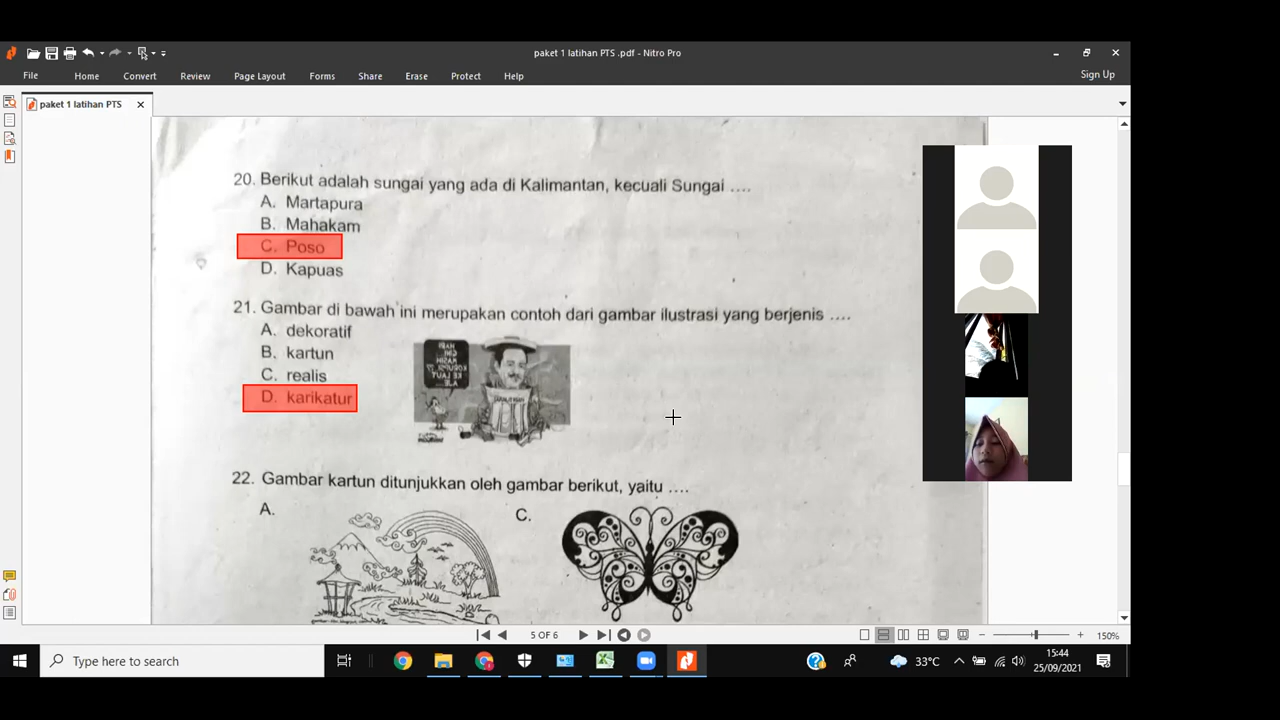 paket 1 latihan PTS .pdf - Nitro Pro
File Home Convert Review Page Layout Forms Share Erase Protect Help
Sign Up
paket 1 latihan PTS
20. Berikut adalah sungai yang ada di Kalimantan, kecuali Sungai ....
A. Martapura
B. Mahakam
C. Poso
D. Kapuas
21. Gambar di bawah ini merupakan contoh dari gambar ilustrasi yang berjenis ....
A. dekoratif
B. kartun
C. realis
D. karikatur
22. Gambar kartun ditunjukkan oleh gambar berikut, yaitu ....
A.
C.
5 OF 6
150%
Type here to search
33°C
15:44
25/09/2021